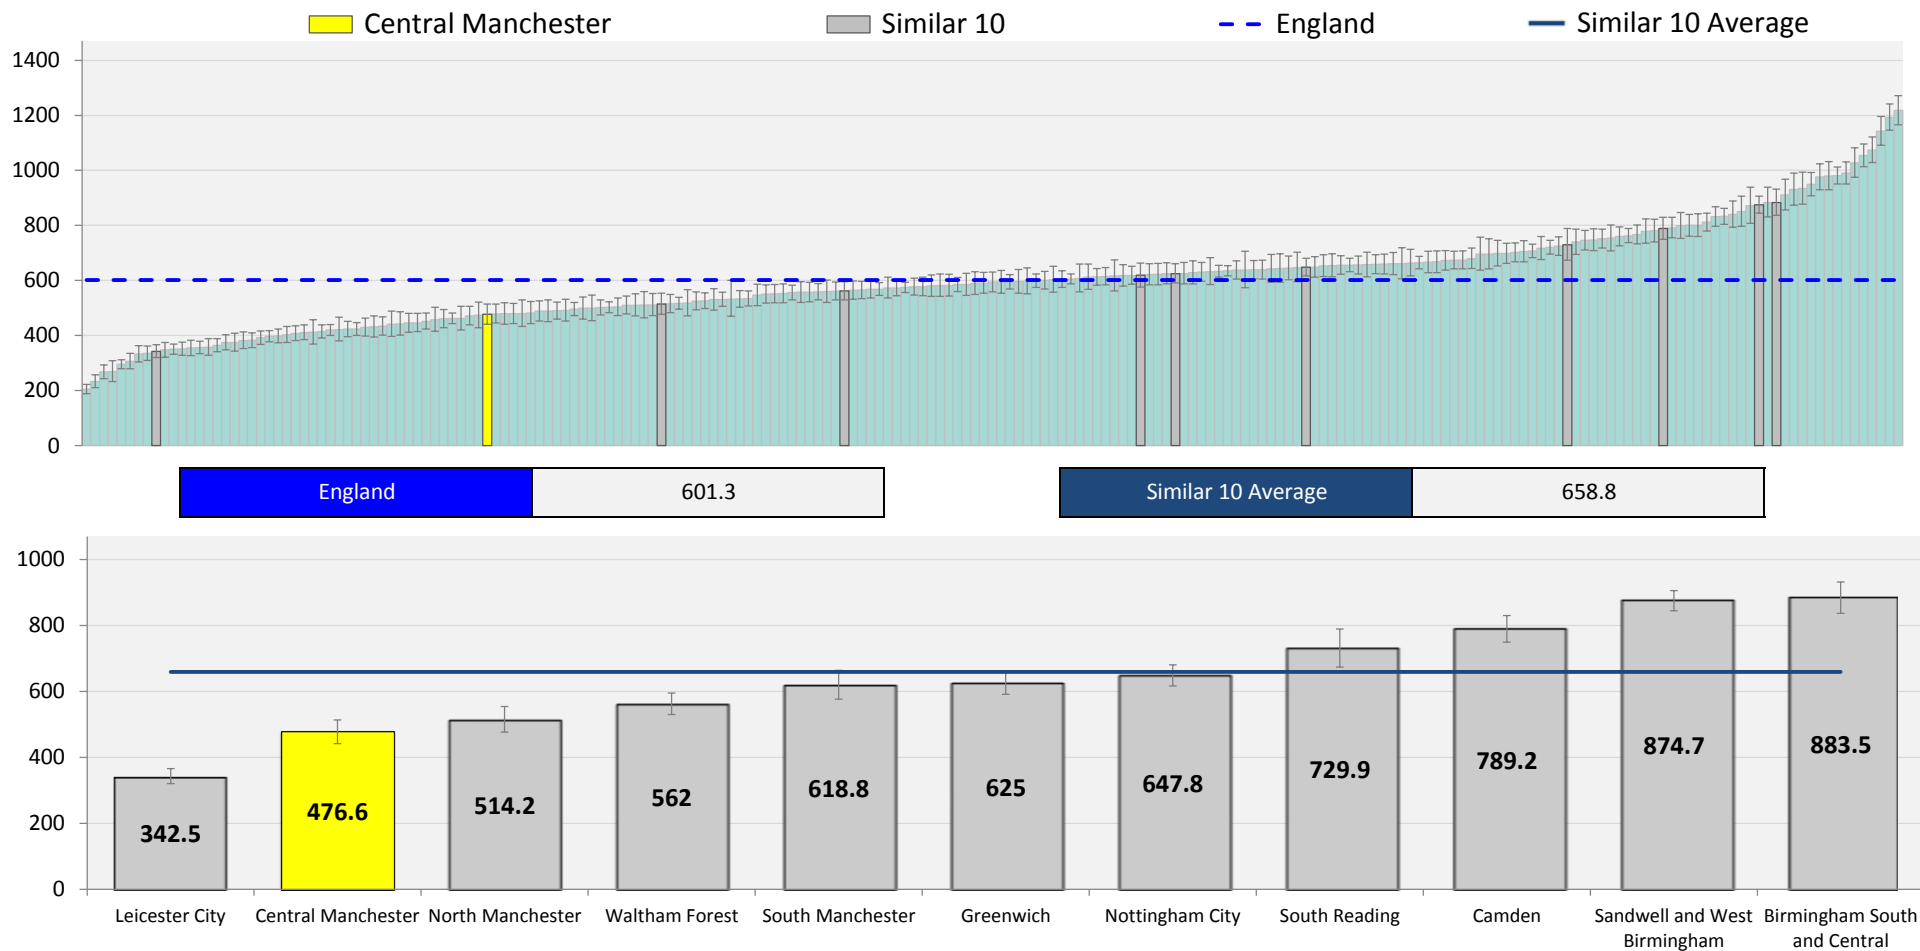 Central Manchester Similar 10 England Similar 10 Average
1400
1200
1000
800
600
400
200
0
England 601.3 Similar 10 Average 658.8
1000
800
600
400
200
0
342.5 476.6 514.2 562 618.8 625 647.8 729.9 789.2 874.7 883.5
Leicester City Central Manchester North Manchester Waltham Forest South Manchester Greenwich Nottingham City South Reading Camden Sandwell and West Birmingham South
Birmingham and Central